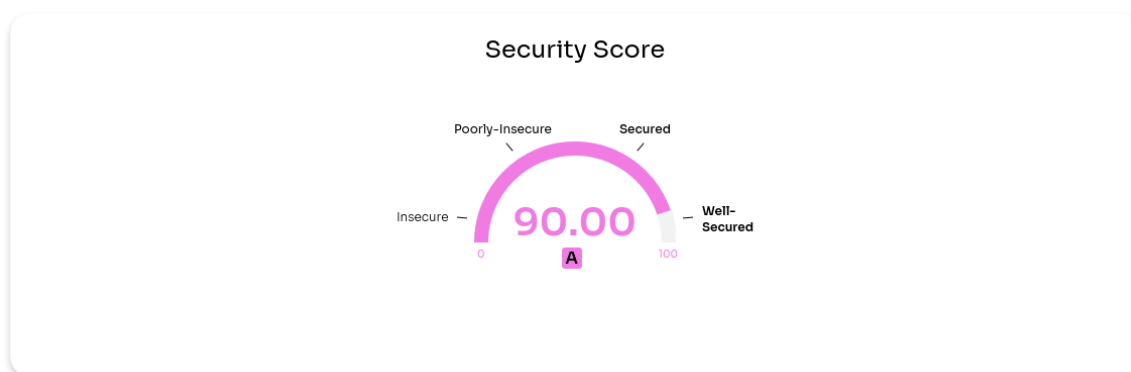 Security Score
Poorly-Insecure
Secured
Insecure
90.00
Well-
Secured
0
A
100